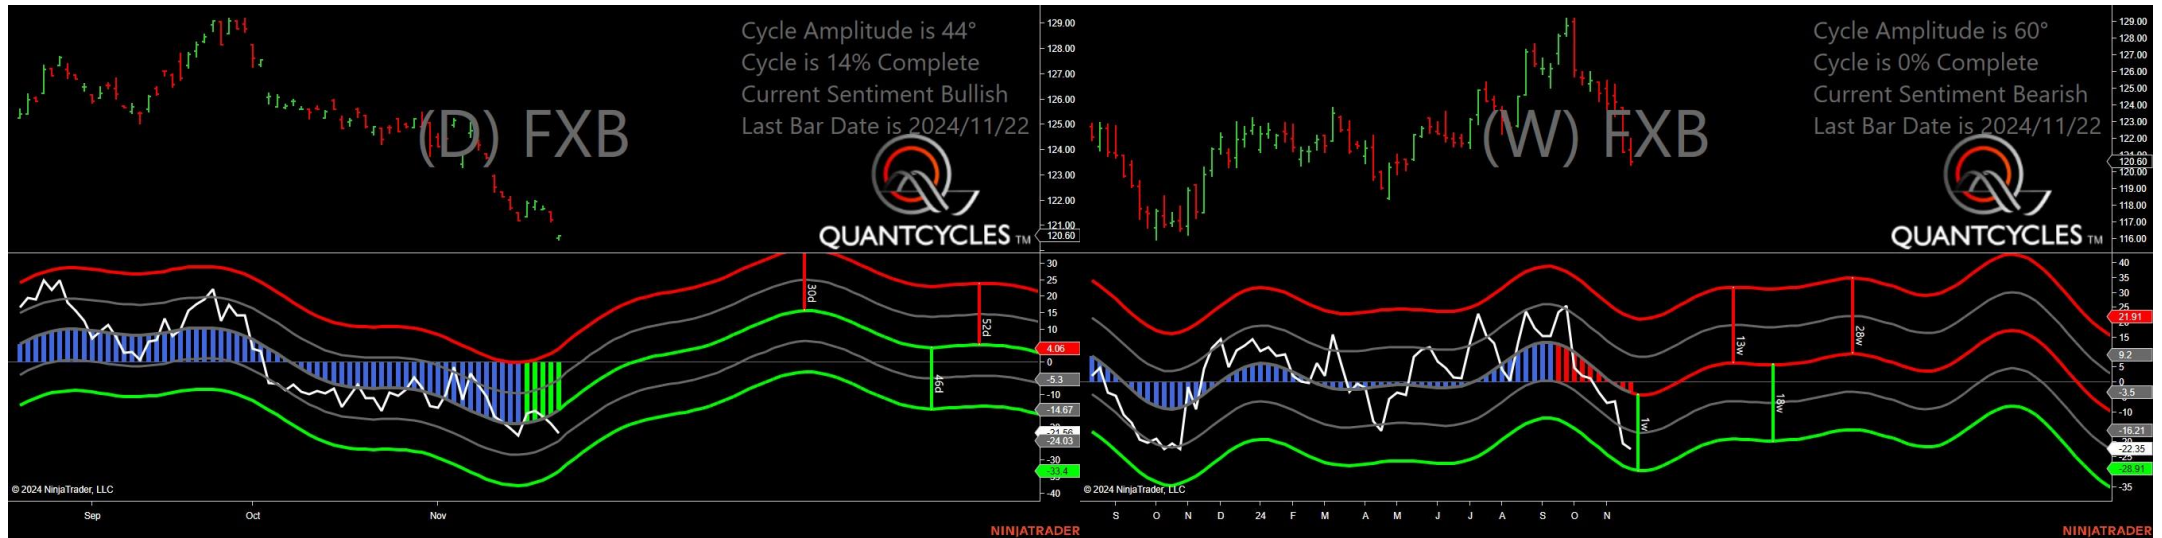 Cycle Amplitude is 44°
Cycle is 14% Complete
Current Sentiment Bullish
Last Bar Date is 2024/11/22
(D) FXB
QUANTCYCLES TM
129.00
128.00
127.00
126.00
125.00
124.00
123.00
122.00
121.00
120.60
30d
52d
46d
30
25
20
15
10
4.06
0
-5.3
-10
-14.67
-21.56
-24.03
-30
-33.4
-40
© 2024 NinjaTrader, LLC
Sep
Oct
Nov
NINJATRADER
Cycle Amplitude is 60°
Cycle is 0% Complete
Current Sentiment Bearish
Last Bar Date is 2024/11/22
(W) FXB
QUANTCYCLES TM
129.00
128.00
127.00
126.00
125.00
124.00
123.00
122.00
120.60
120.00
119.00
118.00
117.00
116.00
13w
28w
18w
1w
40
35
30
25
21.91
15
9.2
5
0
-3.5
-10
-16.21
-22.35
-28.91
-35
© 2024 NinjaTrader, LLC
S O N D 24 F M A M J J A S O N
NINJATRADER